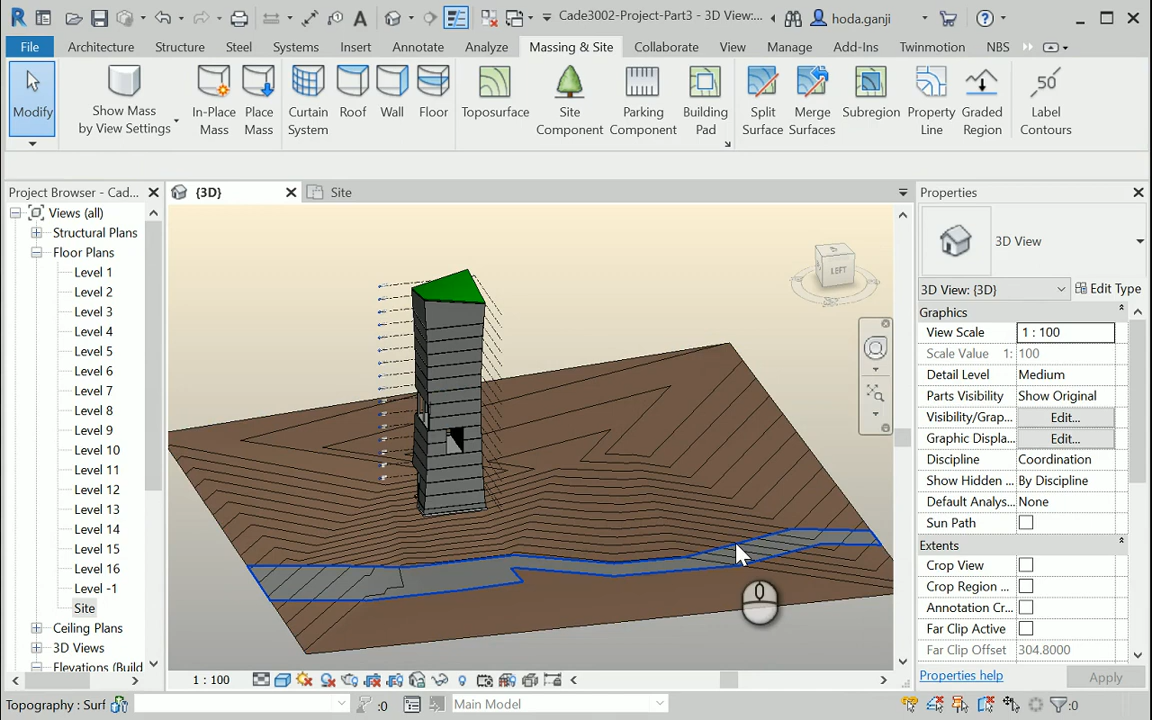 Cade3002-Project-Part3 - 3D View:...
hoda.ganji
File Architecture Structure Steel Systems Insert Annotate Analyze Massing & Site Collaborate View Manage Add-Ins Twinmotion NBS
Modify
Show Mass
by View Settings
In-Place
Mass
Place
Mass
Curtain
System
Roof
Wall
Floor
Toposurface
Site
Component
Parking
Component
Building
Pad
Split
Surface
Merge
Surfaces
Subregion
Property
Line
Graded
Region
50
Label
Contours
Project Browser - Cad...
{3D}
Site
Properties
Views (all)
Structural Plans
Floor Plans
Level 1
Level 2
Level 3
Level 4
Level 5
Level 6
Level 7
Level 8
Level 9
Level 10
Level 11
Level 12
Level 13
Level 14
Level 15
Level 16
Level -1
Site
Ceiling Plans
3D Views
Elevations (Build
LEFT
3D View
3D View: {3D}
Edit Type
Graphics
View Scale 1 : 100
Scale Value 1: 100
Detail Level Medium
Parts Visibility Show Original
Visibility/Grap... Edit...
Graphic Displa... Edit...
Discipline Coordination
Show Hidden ... By Discipline
Default Analys... None
Sun Path
Extents
Crop View
Crop Region ...
Annotation Cr...
Far Clip Active
Far Clip Offset 304.8000
Properties help
Apply
1 : 100
Topography : Surf
:0
Main Model
:0